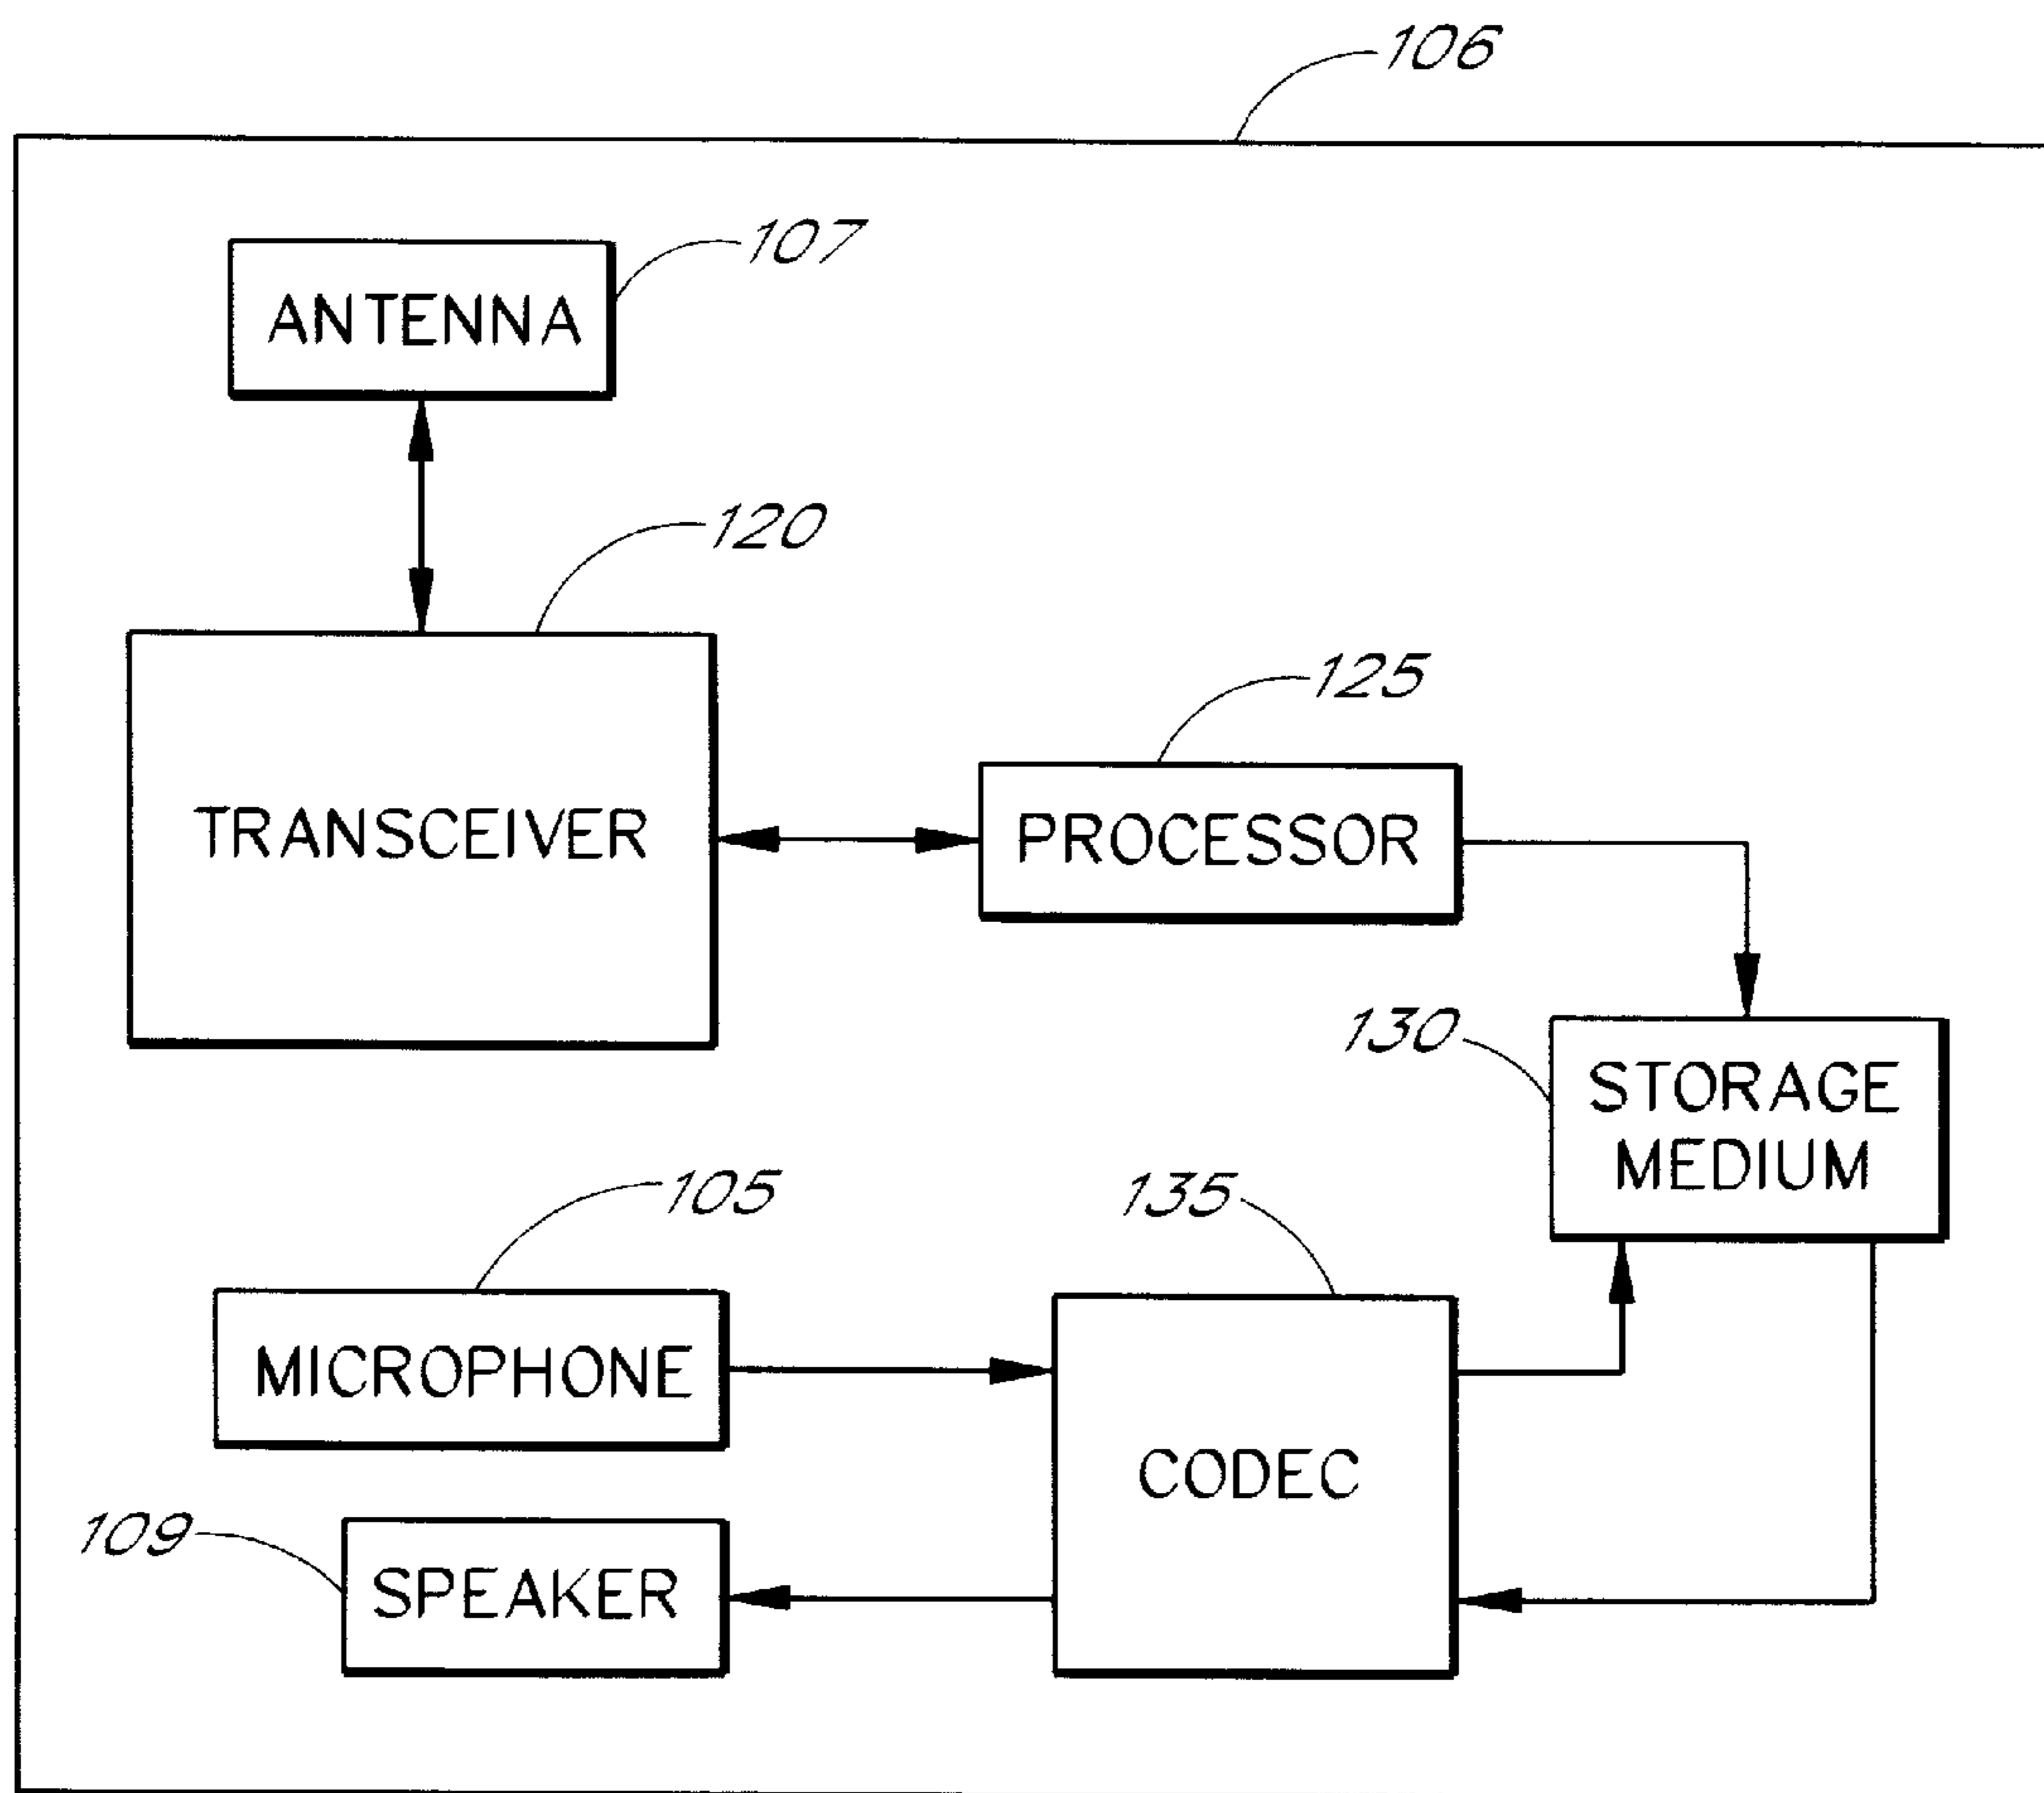 106
107
ANTENNA
120
125
TRANSCEIVER
PROCESSOR
130
STORAGE
MEDIUM
105
135
MICROPHONE
CODEC
109
SPEAKER